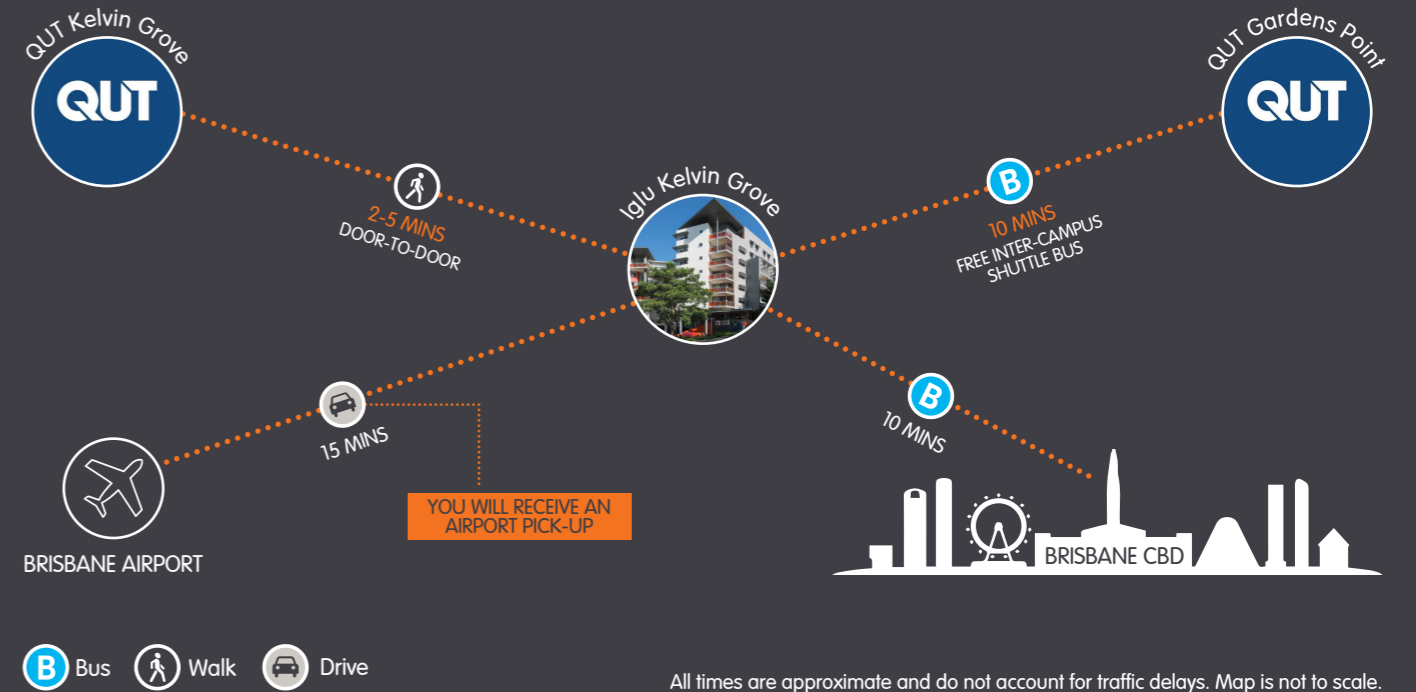 QUT Kelvin Grove
QUT
QUT Gardens Point
QUT
Iglu Kelvin Grove
2-5 MINS
DOOR-TO-DOOR
B
10 MINS
FREE INTER-CAMPUS
SHUTTLE BUS
15 MINS
B
10 MINS
YOU WILL RECEIVE AN
AIRPORT PICK-UP
BRISBANE AIRPORT
BRISBANE CBD
B Bus
Walk
Drive
All times are approximate and do not account for traffic delays. Map is not to scale.